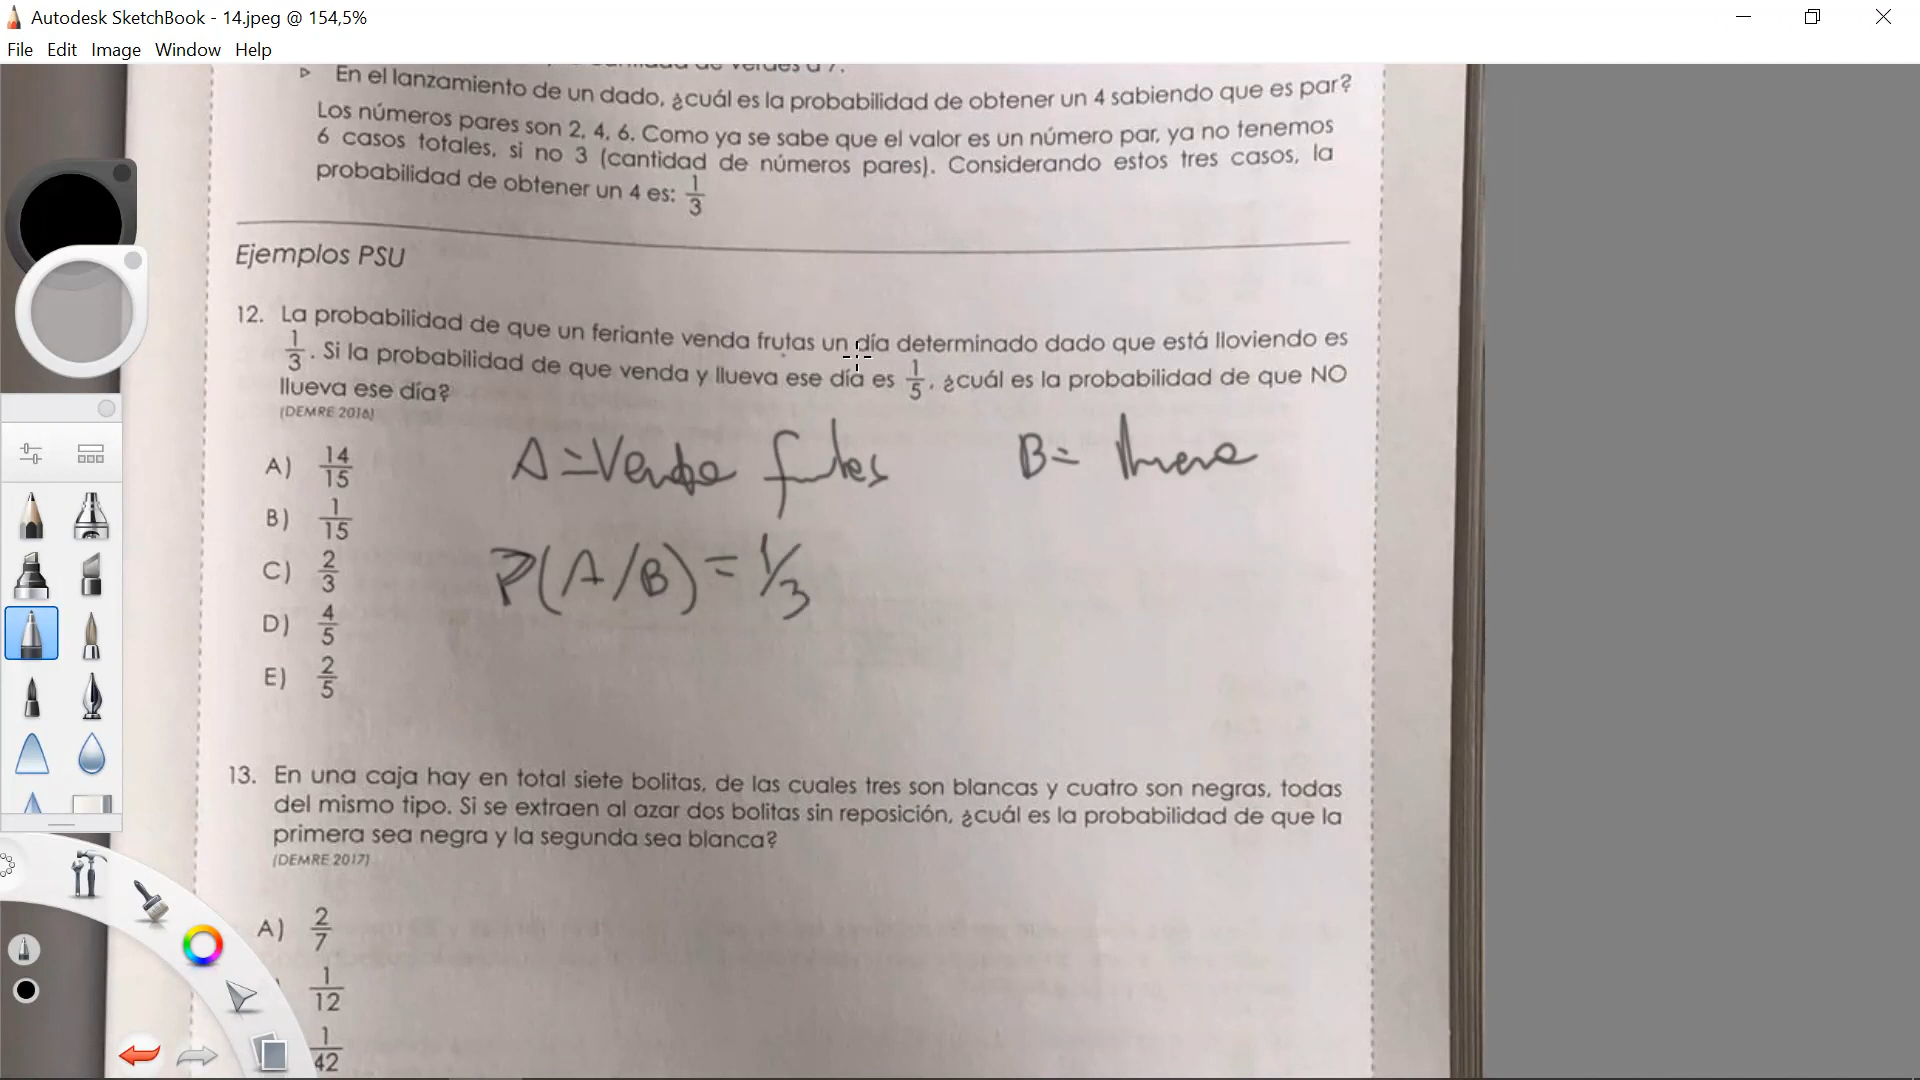 Autodesk SketchBook - 14.jpeg @ 154,5%
File Edit Image Window Help
▹ En el lanzamiento de un dado, ¿cuál es la probabilidad de obtener un 4 sabiendo que es par?
Los números pares son 2, 4, 6. Como ya se sabe que el valor es un número par, ya no tenemos
6 casos totales, si no 3 (cantidad de números pares). Considerando estos tres casos, la
probabilidad de obtener un 4 es: 1/3
Ejemplos PSU
12. La probabilidad de que un feriante venda frutas un día determinado dado que está lloviendo es
1/3. Si la probabilidad de que venda y llueva ese día es 1/5, ¿cuál es la probabilidad de que NO
llueva ese día?
(DEMRE 2016)
A = Venda frutas B = llueva
A) 14/15
B) 1/15
P(A/B) = 1/3
C) 2/3
D) 4/5
E) 2/5
13. En una caja hay en total siete bolitas, de las cuales tres son blancas y cuatro son negras, todas
del mismo tipo. Si se extraen al azar dos bolitas sin reposición, ¿cuál es la probabilidad de que la
primera sea negra y la segunda sea blanca?
(DEMRE 2017)
A) 2/7
1/12
1/42